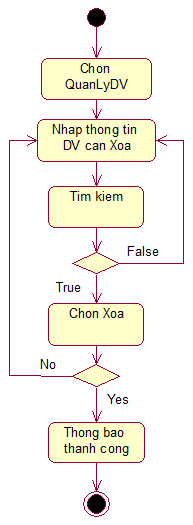 Chon
QuanLyDV
Nhap thong tin
DV can Xoa
Tim kiem
False
True
Chon Xoa
No
Yes
Thong bao
thanh cong